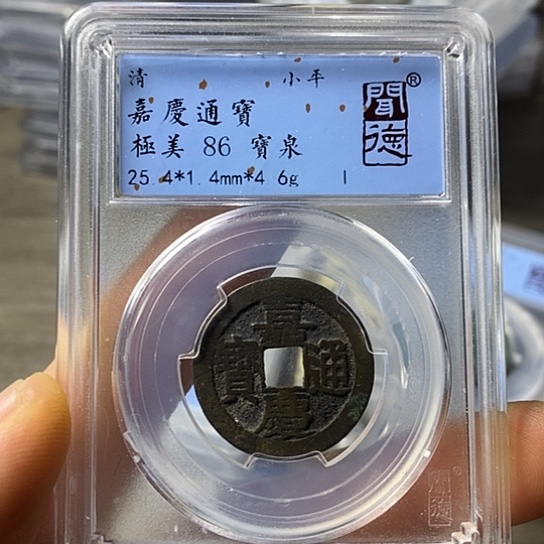 清 小平
嘉慶通寶
極美 86 寶泉
25.4*1.4mm*4.6g 1
聞德®
嘉慶通寶